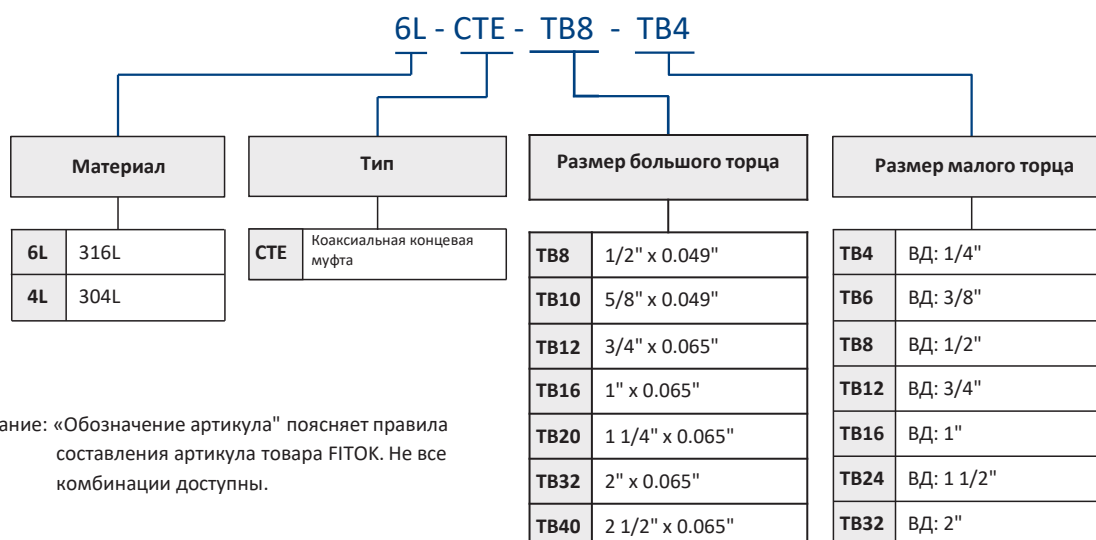 6L - CTE - TB8 - TB4
Материал
Тип
Размер большого торца
Размер малого торца
6L 316L
4L 304L
CTE Коаксиальная концевая
муфта
TB8 1/2" x 0.049"
TB10 5/8" x 0.049"
TB12 3/4" x 0.065"
TB16 1" x 0.065"
TB20 1 1/4" x 0.065"
TB32 2" x 0.065"
TB40 2 1/2" x 0.065"
TB4 ВД: 1/4"
TB6 ВД: 3/8"
TB8 ВД: 1/2"
TB12 ВД: 3/4"
TB16 ВД: 1"
TB24 ВД: 1 1/2"
TB32 ВД: 2"
ание: «Обозначение артикула" поясняет правила
составления артикула товара FITOK. Не все
комбинации доступны.